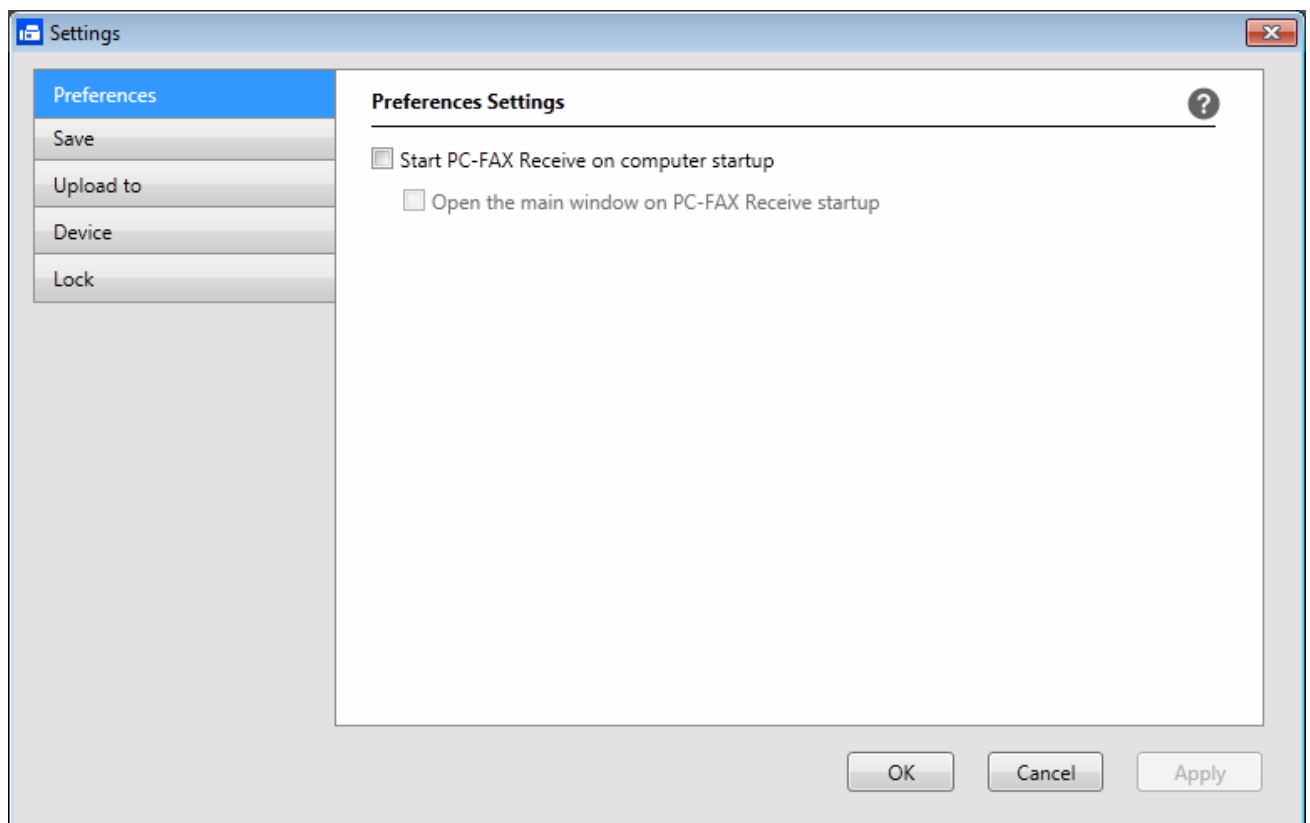 Settings
Preferences
Save
Upload to
Device
Lock
Preferences Settings
?
Start PC-FAX Receive on computer startup
Open the main window on PC-FAX Receive startup
OK
Cancel
Apply